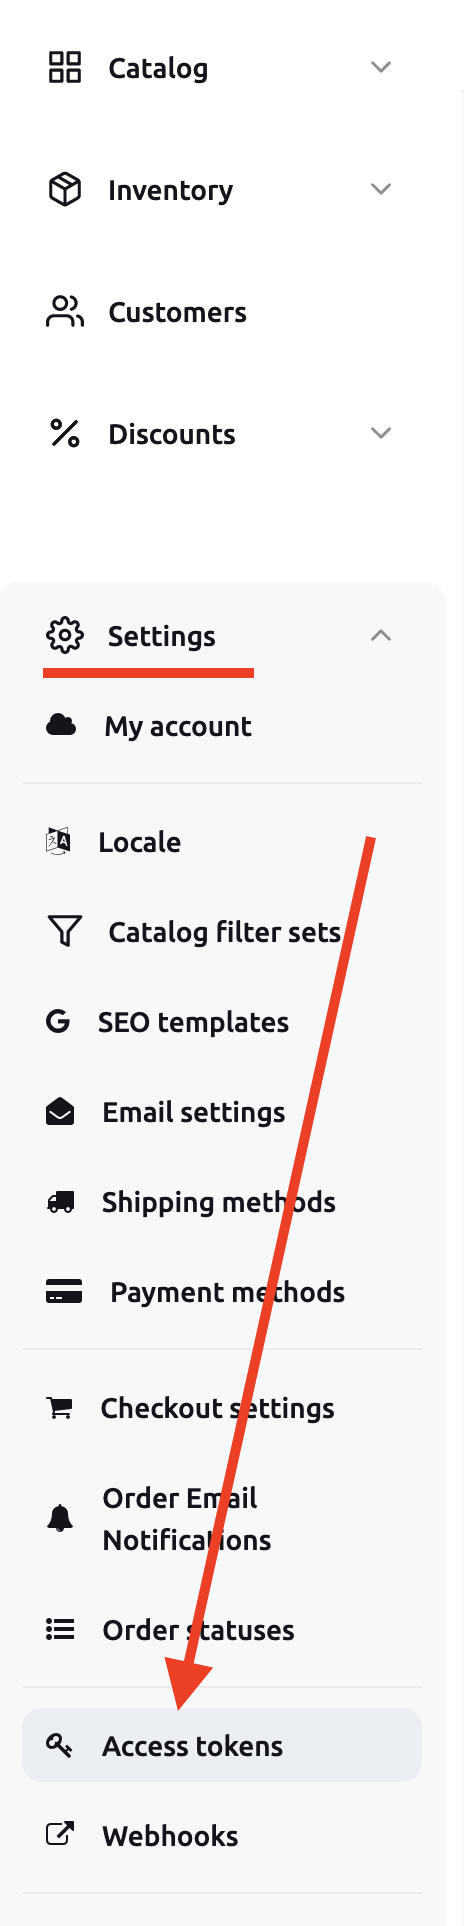 Catalog
Inventory
Customers
Discounts
Settings
My account
Locale
Catalog filter sets
SEO templates
Email settings
Shipping methods
Payment methods
Checkout settings
Order Email
Notifications
Order statuses
Access tokens
Webhooks